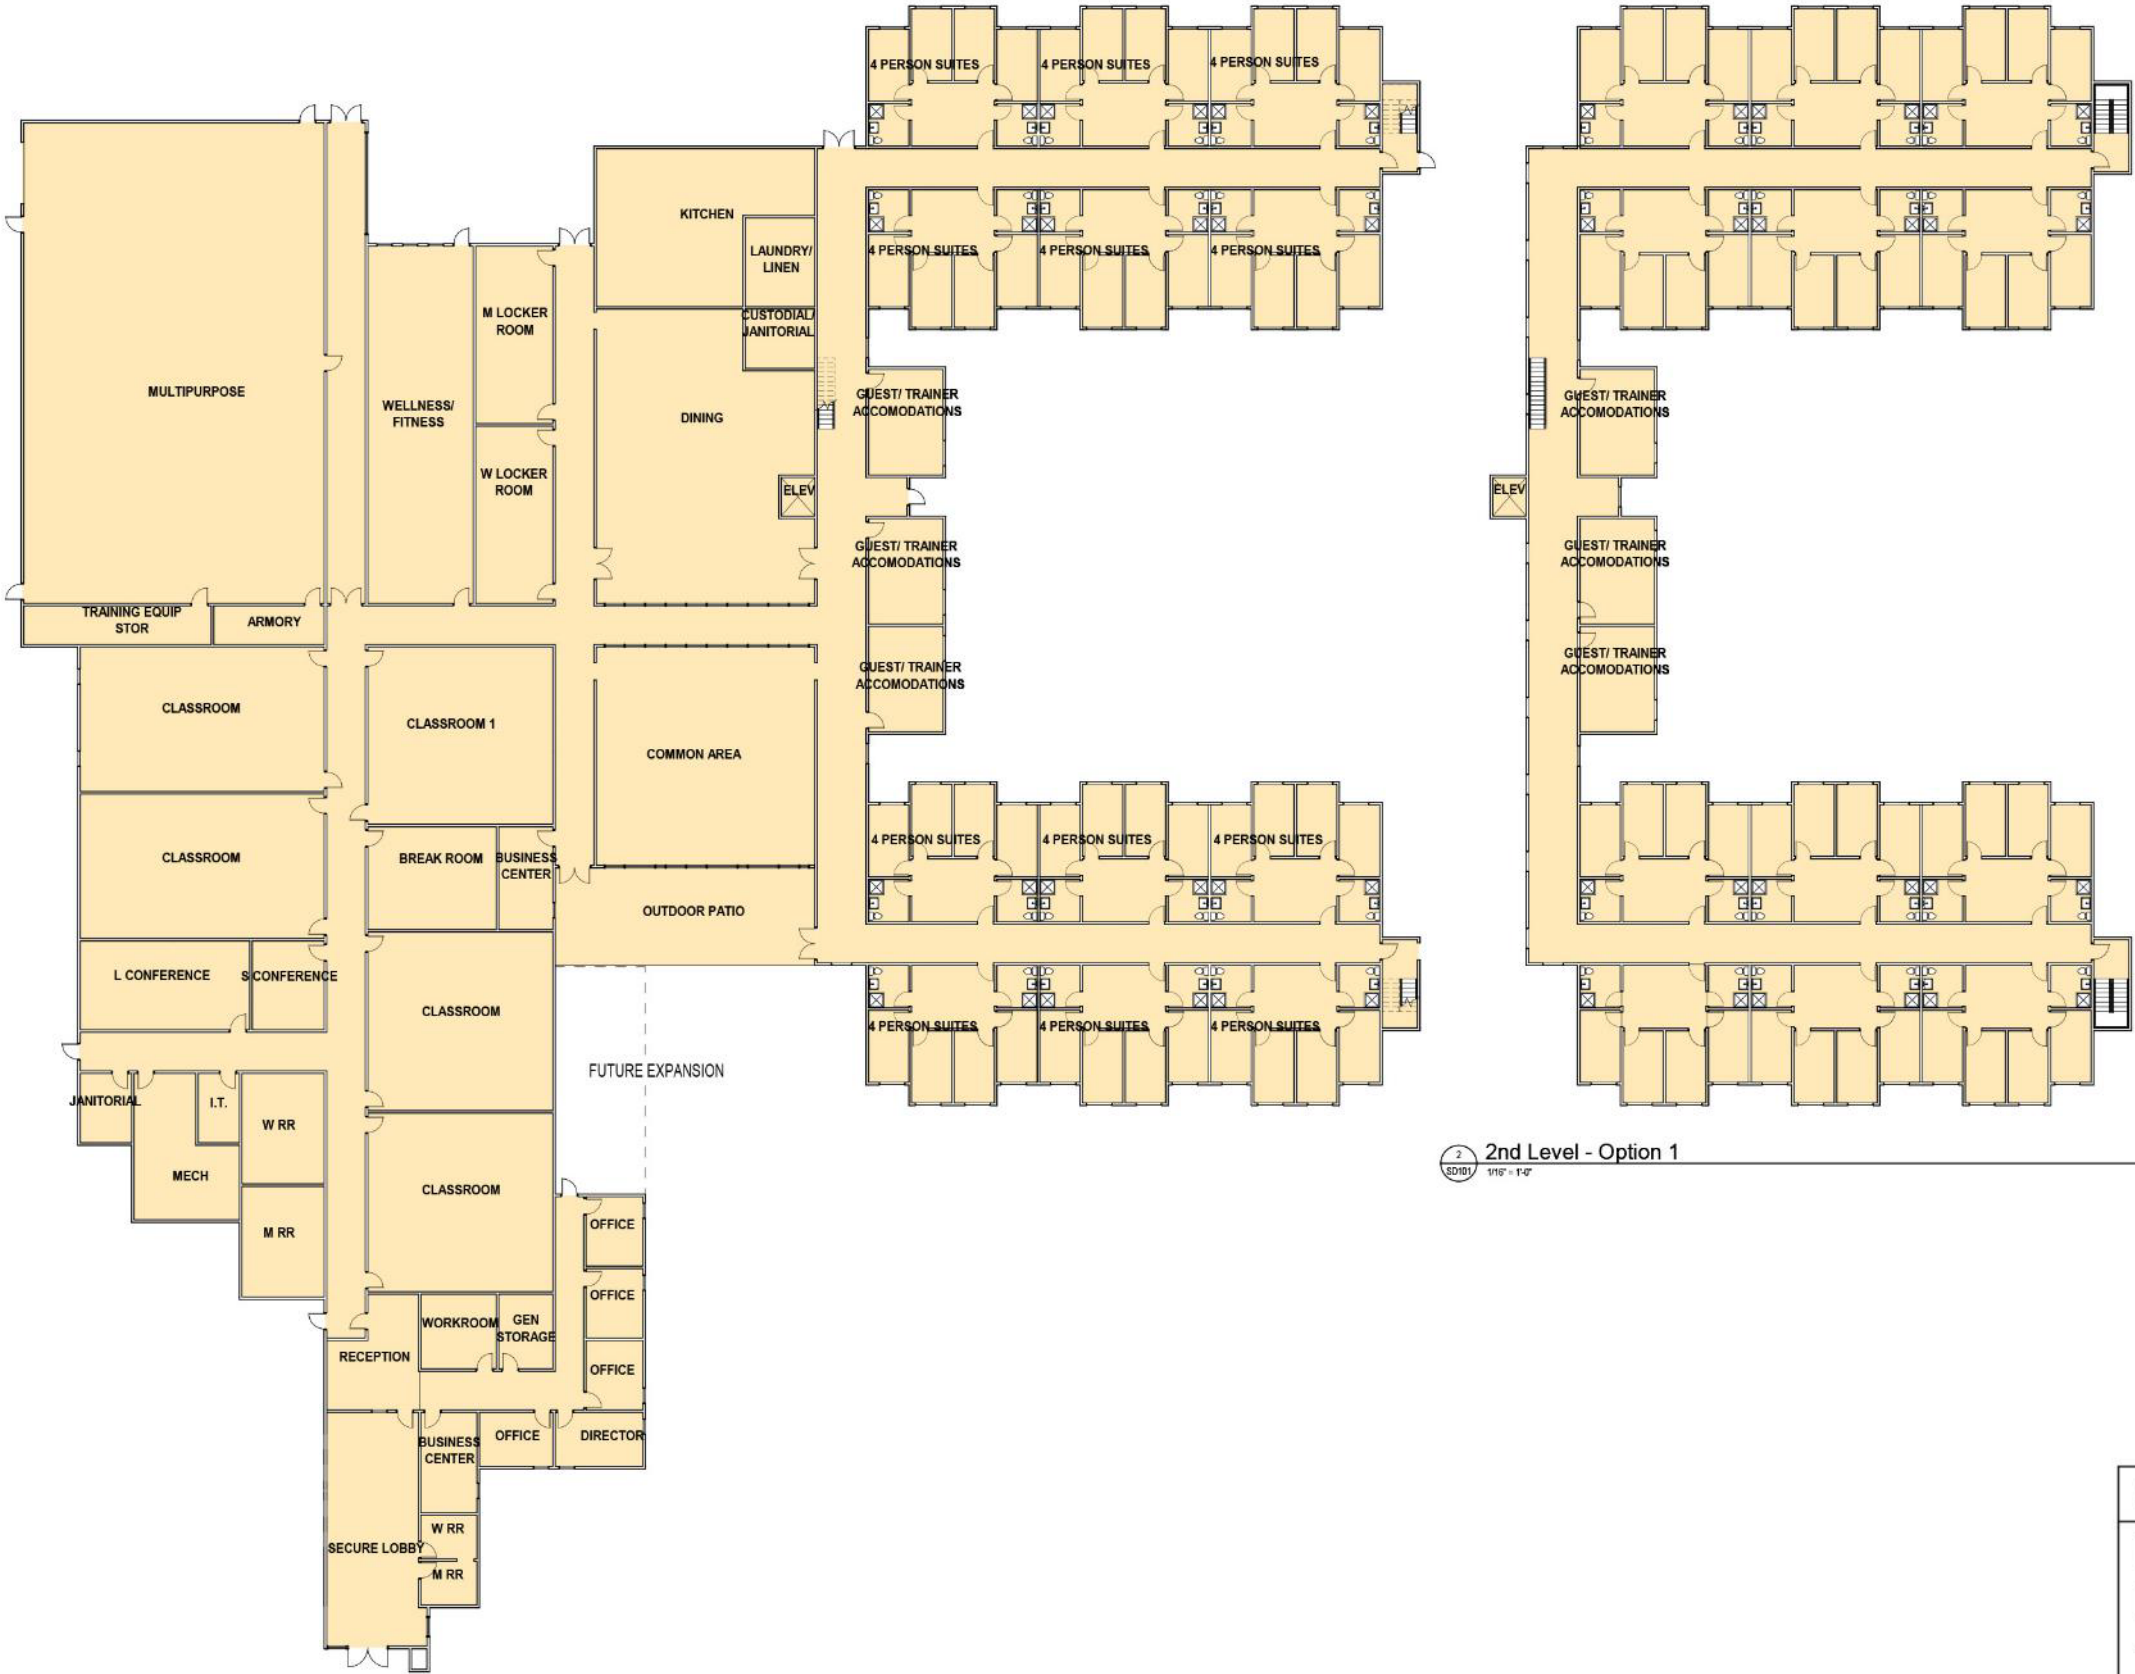 4 PERSON SUITES
4 PERSON SUITES
4 PERSON SUITES
KITCHEN
LAUNDRY/
LINEN
4 PERSON SUITES
4 PERSON SUITES
4 PERSON SUITES
M LOCKER
ROOM
CUSTODIAL/
JANITORIAL
MULTIPURPOSE
WELLNESS/
FITNESS
DINING
GUEST/ TRAINER
ACCOMODATIONS
GUEST/ TRAINER
ACCOMODATIONS
W LOCKER
ROOM
ELEV
ELEV
GUEST/ TRAINER
ACCOMODATIONS
GUEST/ TRAINER
ACCOMODATIONS
TRAINING EQUIP
STOR
ARMORY
GUEST/ TRAINER
ACCOMODATIONS
GUEST/ TRAINER
ACCOMODATIONS
CLASSROOM
CLASSROOM 1
COMMON AREA
4 PERSON SUITES
4 PERSON SUITES
4 PERSON SUITES
CLASSROOM
BREAK ROOM
BUSINESS
CENTER
OUTDOOR PATIO
L CONFERENCE
S CONFERENCE
CLASSROOM
4 PERSON SUITES
4 PERSON SUITES
4 PERSON SUITES
FUTURE EXPANSION
JANITORIAL
I.T.
W RR
MECH
CLASSROOM
M RR
2
SD101
2nd Level - Option 1
1/16" = 1'-0"
OFFICE
OFFICE
WORKROOM
GEN
STORAGE
RECEPTION
OFFICE
BUSINESS
CENTER
OFFICE
DIRECTOR
W RR
SECURE LOBBY
M RR